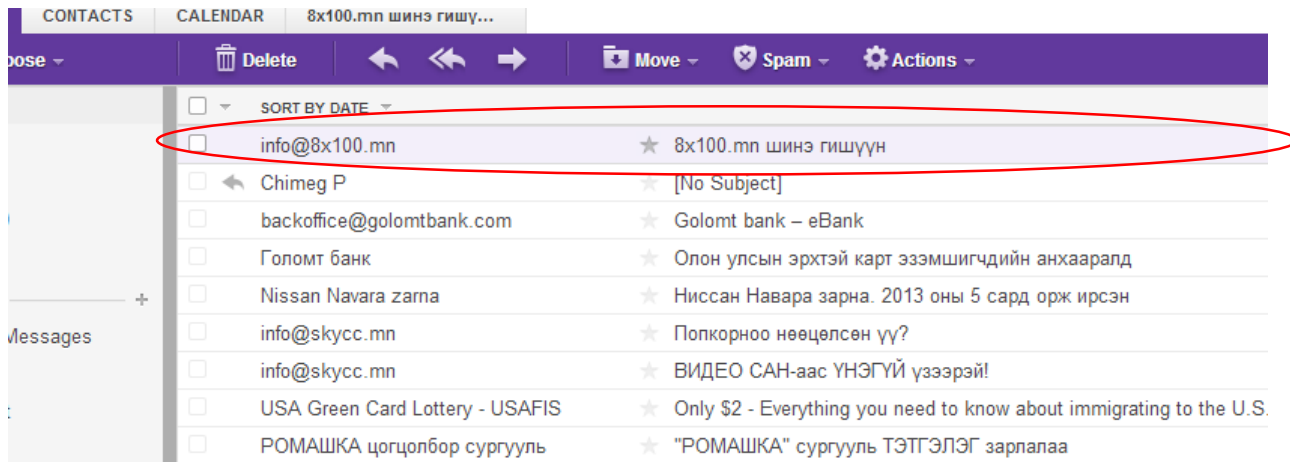 CONTACTS CALENDAR 8x100.mn шинэ гишү...
Delete Move Spam Actions
SORT BY DATE
info@8x100.mn 8x100.mn шинэ гишүүн
Chimeg P [No Subject]
backoffice@golomtbank.com Golomt bank – eBank
Голомт банк Олон улсын эрхтэй карт эзэмшигчдийн анхааралд
Nissan Navara zarna Ниссан Навара зарна. 2013 оны 5 сард орж ирсэн
info@skycc.mn Попкорноо нөөцөлсөн үү?
Messages
info@skycc.mn ВИДЕО САН-аас ҮНЭГҮЙ үзээрэй!
USA Green Card Lottery - USAFIS Only $2 - Everything you need to know about immigrating to the U.S.
РОМАШКА цогцолбор сургууль "РОМАШКА" сургууль ТЭТГЭЛЭГ зарлалаа